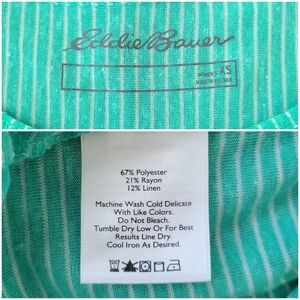 Eddie Bauer
WOMEN'S XS
67% Polyester
21% Rayon
12% Linen
Machine Wash Cold Delicate
With Like Colors.
Do Not Bleach.
Tumble Dry Low Or For Best
Results Line Dry.
Cool Iron As Desired.